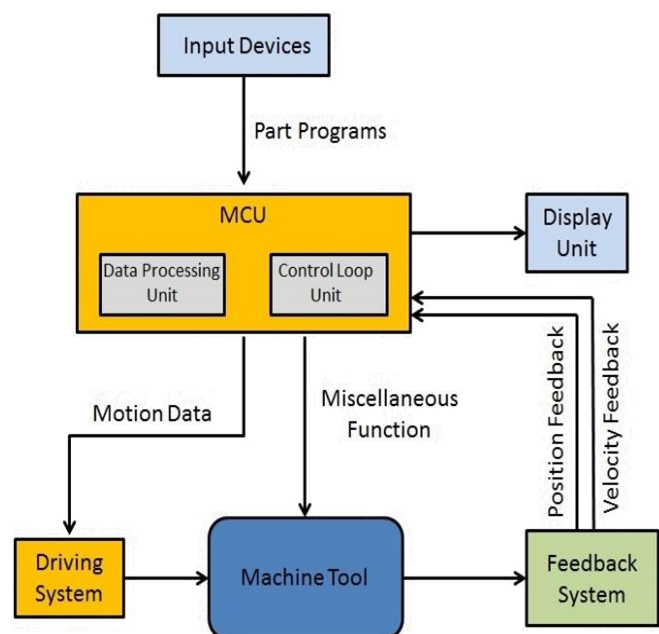 Input Devices
Part Programs
MCU
Data Processing
Unit
Control Loop
Unit
Display
Unit
Motion Data
Miscellaneous
Function
Position Feedback
Velocity Feedback
Driving
System
Machine Tool
Feedback
System